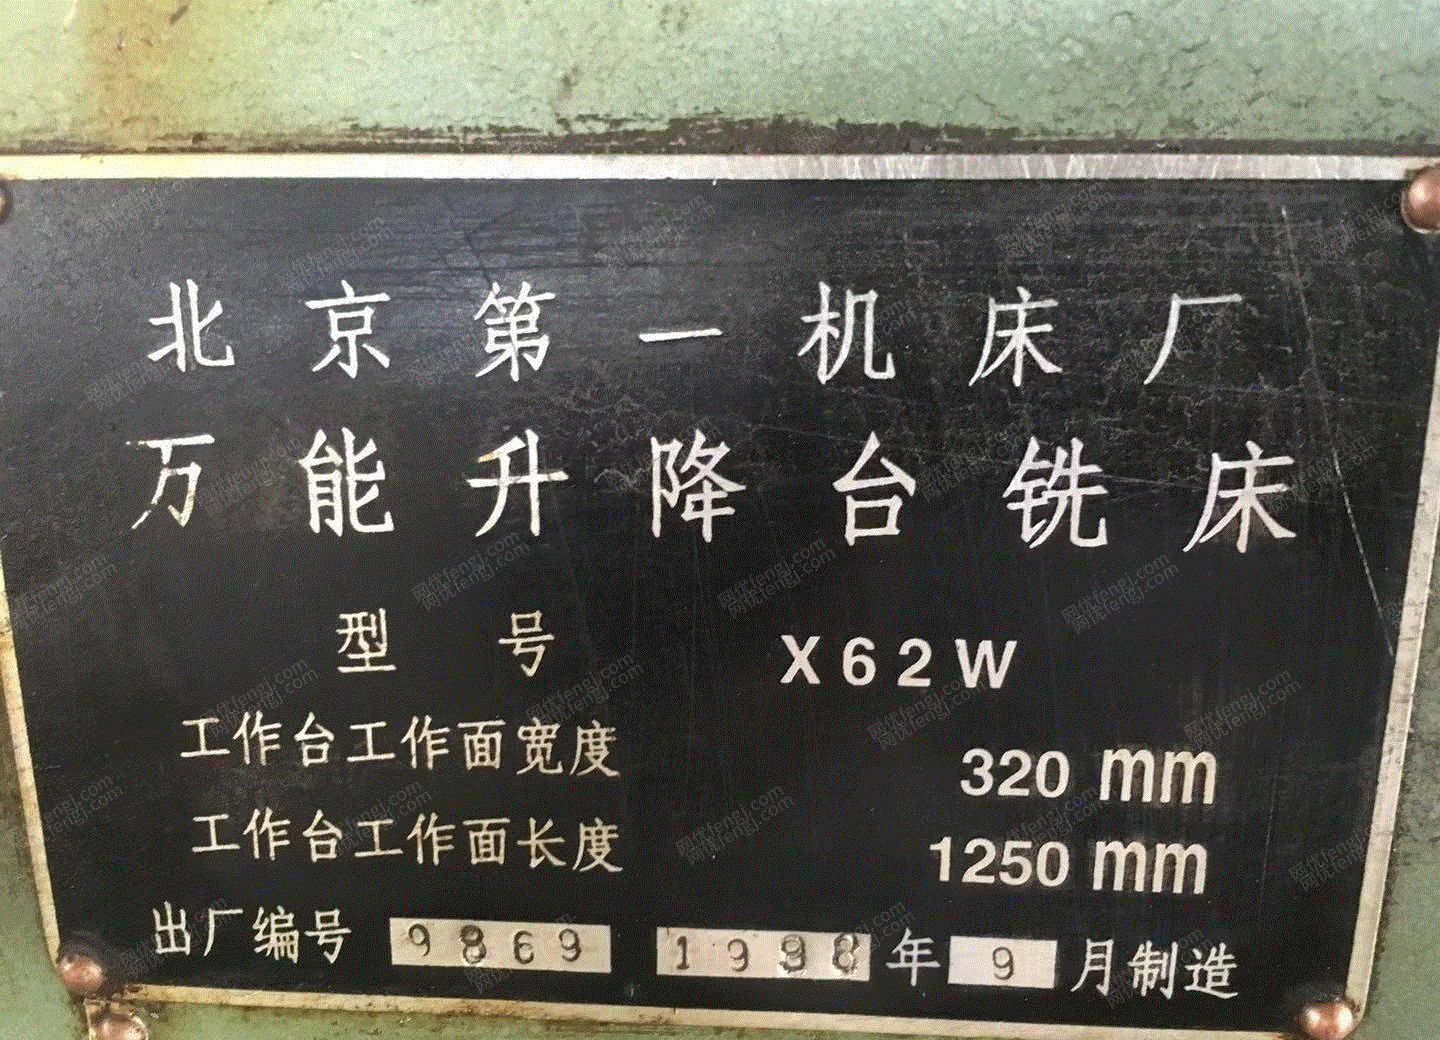 北京第一机床厂
万能升降台铣床
型号 X62W
工作台工作面宽度 320 mm
工作台工作面长度 1250 mm
出厂编号 9869 年 9 月制造